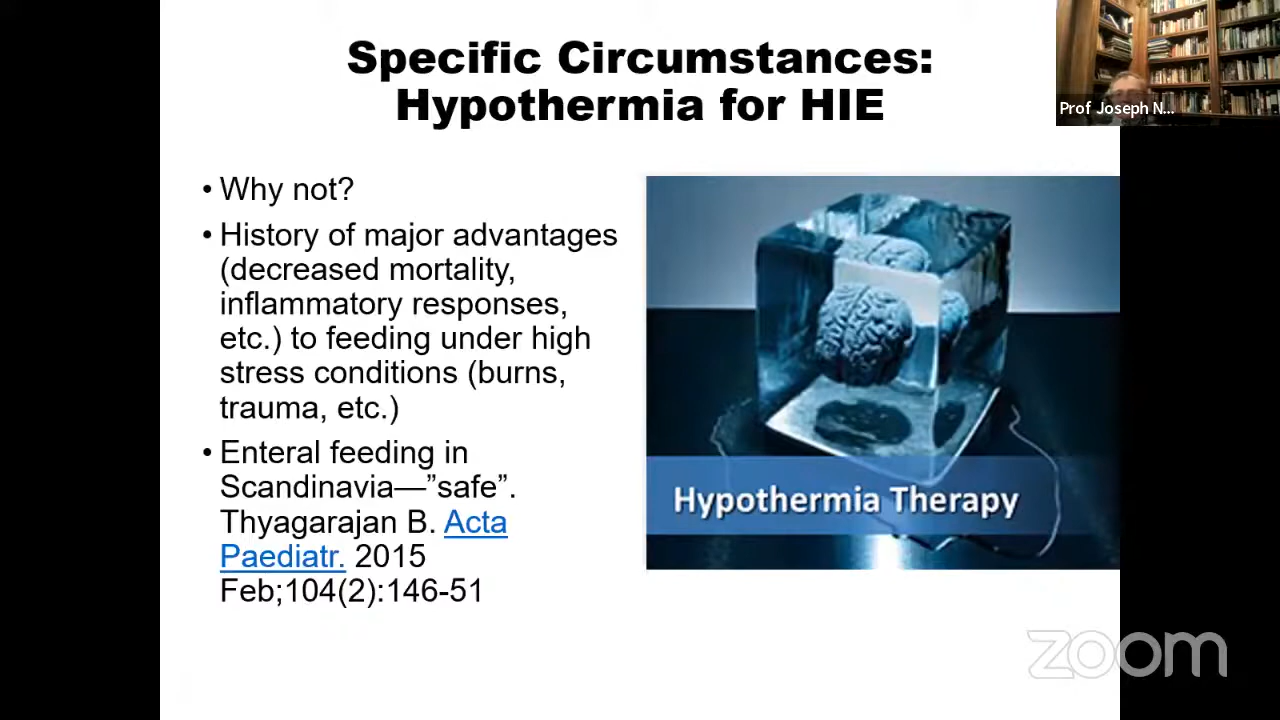 Specific Circumstances:
Hypothermia for HIE
Prof Joseph N...
• Why not?
• History of major advantages
(decreased mortality,
inflammatory responses,
etc.) to feeding under high
stress conditions (burns,
trauma, etc.)
• Enteral feeding in
Scandinavia—”safe”.
Thyagarajan B. Acta
Paediatr. 2015
Feb;104(2):146-51
Hypothermia Therapy
zoom